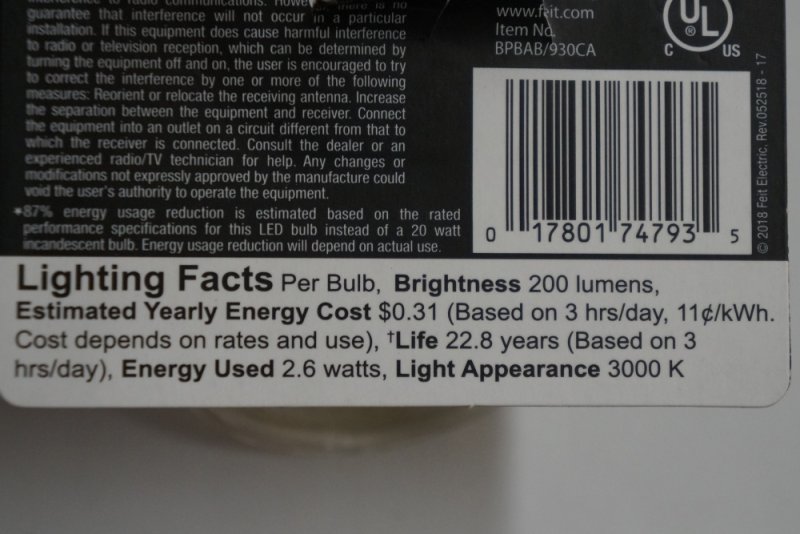 interference to radio communications. However, there is no
guarantee that interference will not occur in a particular
installation. If this equipment does cause harmful interference
to radio or television reception, which can be determined by
turning the equipment off and on, the user is encouraged to try
to correct the interference by one or more of the following
measures: Reorient or relocate the receiving antenna. Increase
the separation between the equipment and receiver. Connect
the equipment into an outlet on a circuit different from that to
which the receiver is connected. Consult the dealer or an
experienced radio/TV technician for help. Any changes or
modifications not expressly approved by the manufacture could
void the user's authority to operate the equipment.
*87% energy usage reduction is estimated based on the rated
performance specifications for this LED bulb instead of a 20 watt
incandescent bulb. Energy usage reduction will depend on actual use.
www.feit.com
Item No.
BPBAB/930CA
UL
®
C US
0 17801 74793 5
© 2018 Feit Electric, Rev.052518 - 17
Lighting Facts Per Bulb, Brightness 200 lumens,
Estimated Yearly Energy Cost $0.31 (Based on 3 hrs/day, 11¢/kWh.
Cost depends on rates and use), †Life 22.8 years (Based on 3
hrs/day), Energy Used 2.6 watts, Light Appearance 3000 K